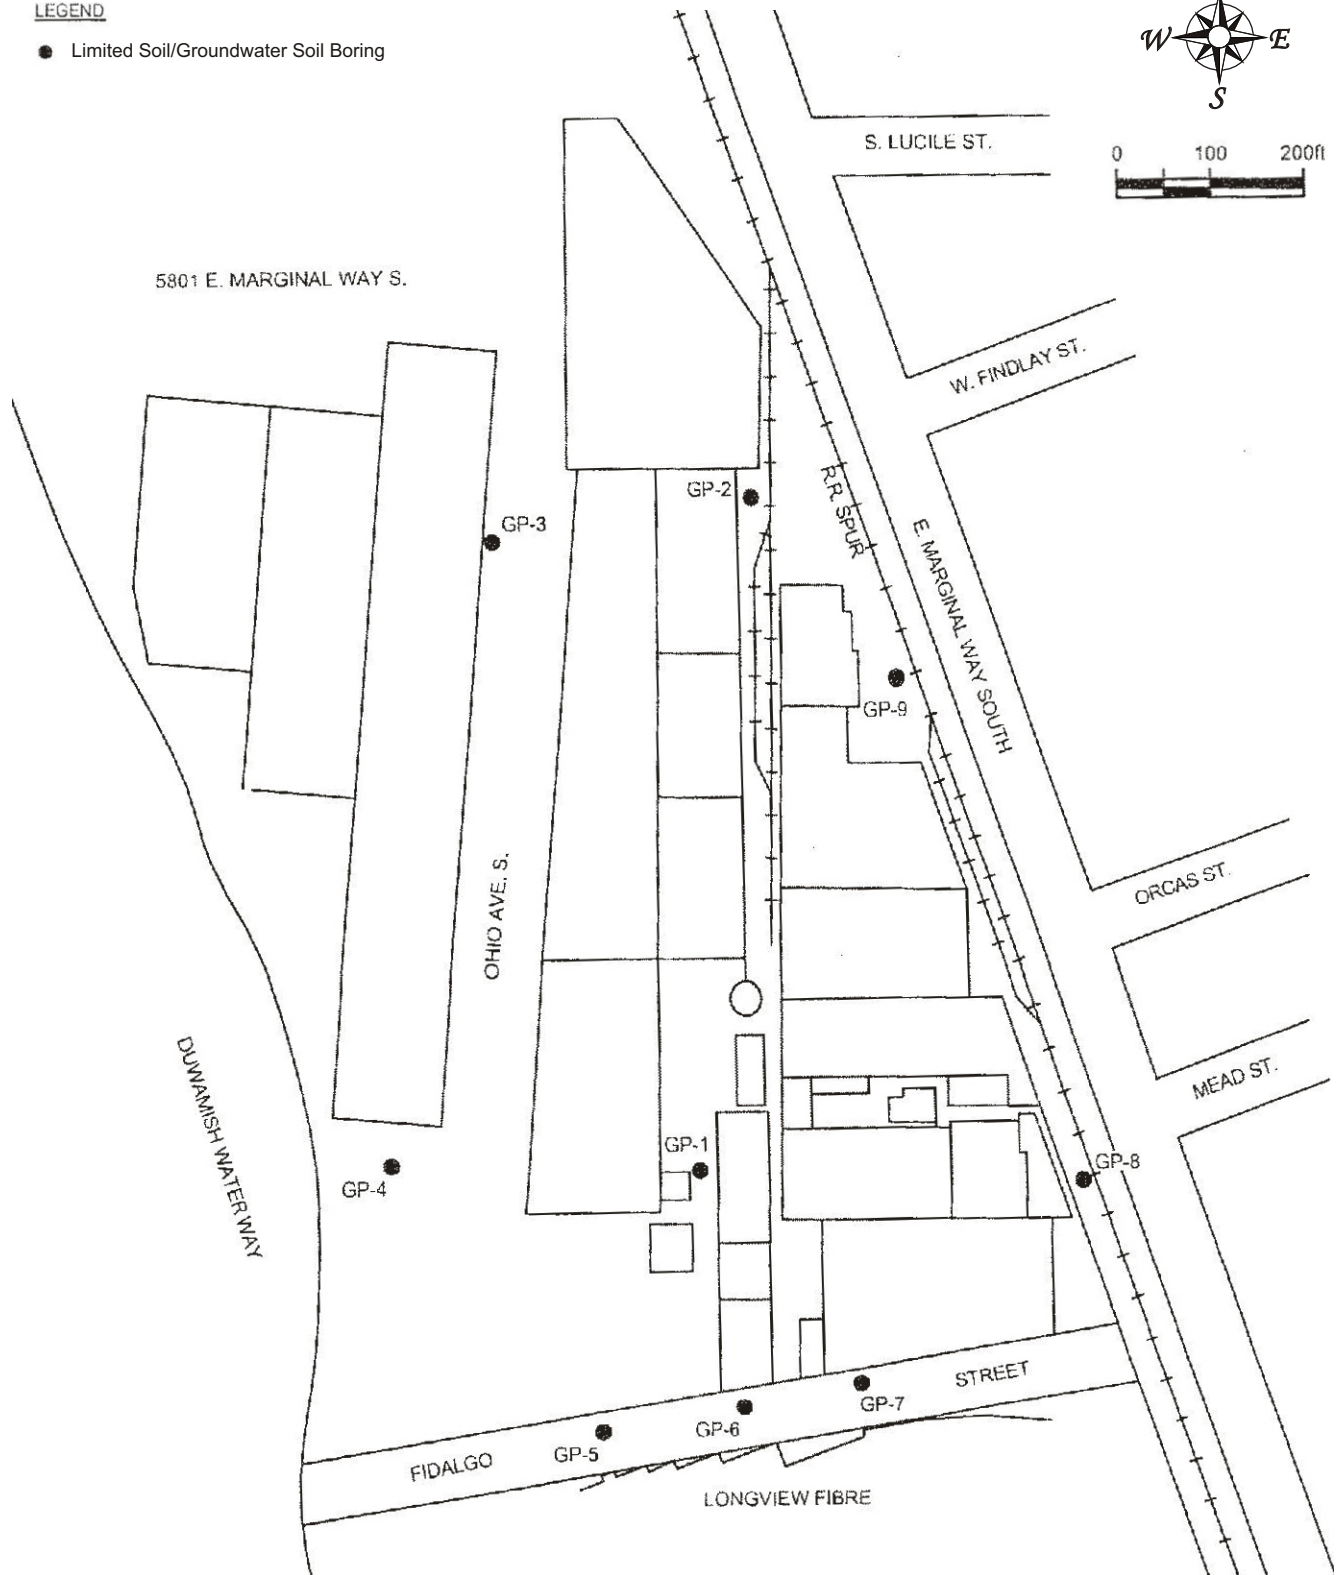 LEGEND
Limited Soil/Groundwater Soil Boring
W E
S
S. LUCILE ST.
0 100 200ft
5801 E. MARGINAL WAY S.
W. FINDLAY ST.
GP-2
R.R. SPUR
GP-3
E. MARGINAL WAY SOUTH
GP-9
OHIO AVE. S.
ORCAS ST.
DUWAMISH WATERWAY
MEAD ST.
GP-1
GP-8
GP-4
STREET
GP-7
GP-6
GP-5
FIDALGO
LONGVIEW FIBRE